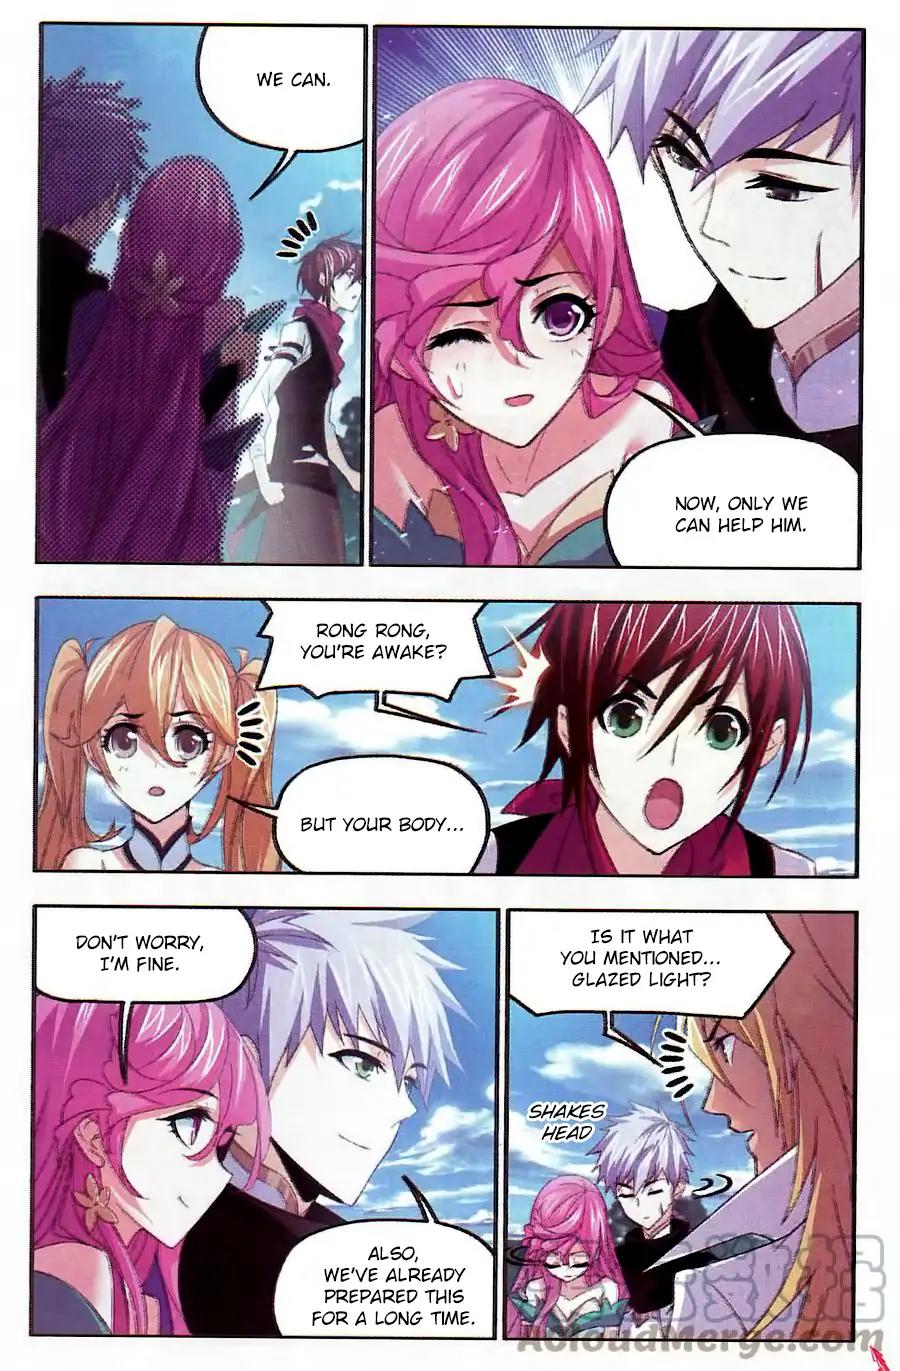 WE CAN.
NOW, ONLY WE
CAN HELP HIM.
RONG RONG,
YOU'RE AWAKE?
BUT YOUR BODY...
DON'T WORRY,
I'M FINE.
ALSO,
WE'VE ALREADY
PREPARED THIS
FOR A LONG TIME.
IS IT WHAT
YOU MENTIONED...
GLAZED LIGHT?
SHAKES
HEAD
AcloudMerge.com